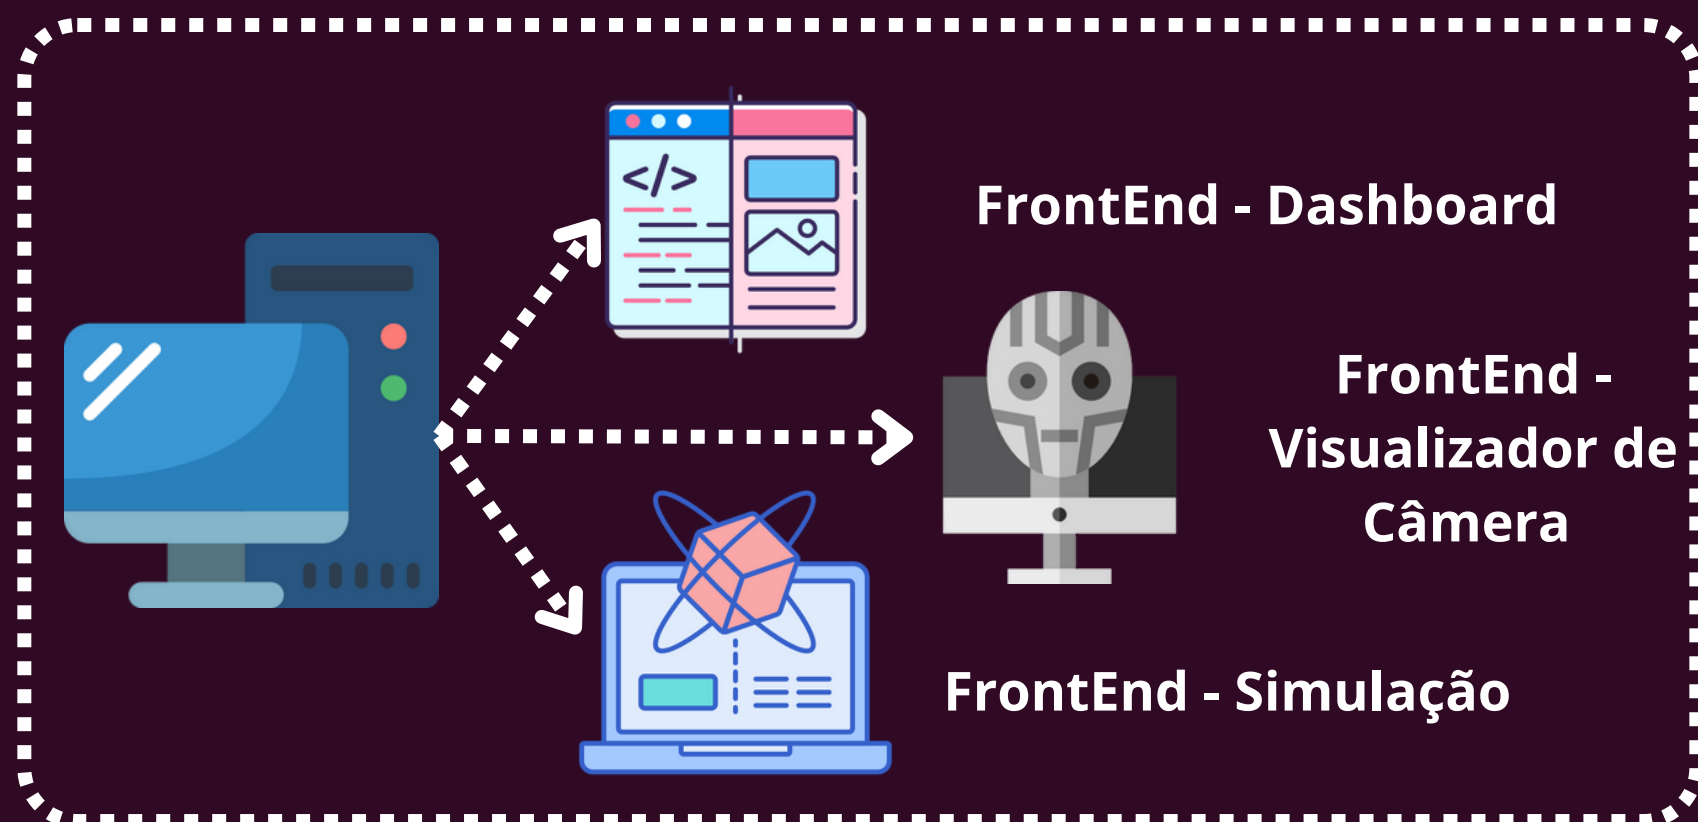 </>
FrontEnd - Dashboard
FrontEnd -
Visualizador de
Câmera
FrontEnd - Simulação